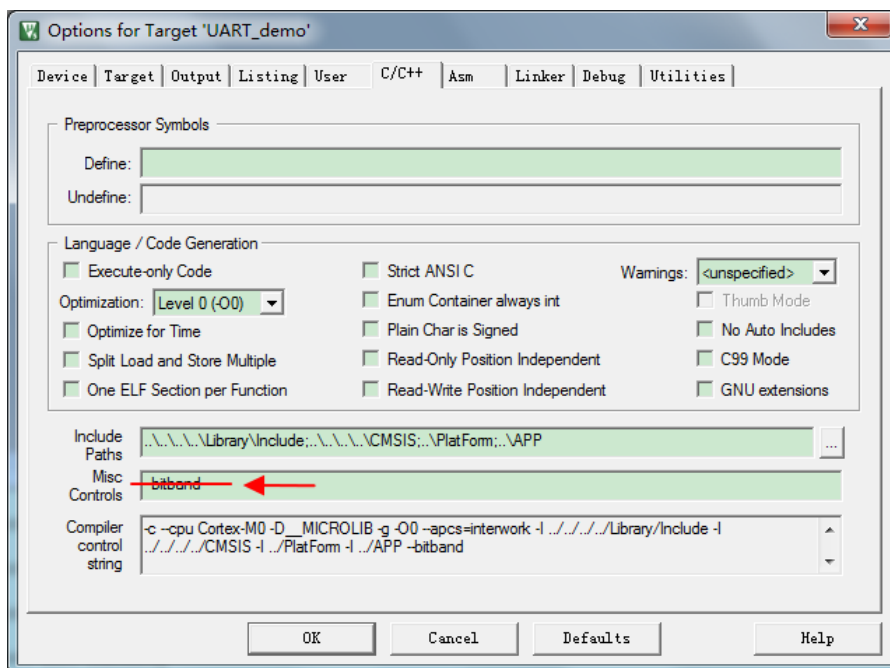 Options for Target 'UART_demo'
Device Target Output Listing User C/C++ Asm Linker Debug Utilities
Preprocessor Symbols
Define:
Undefine:
Language / Code Generation
Execute-only Code Strict ANSI C Warnings: <unspecified>
Optimization: Level 0 (-O0) Enum Container always int Thumb Mode
Optimize for Time Plain Char is Signed No Auto Includes
Split Load and Store Multiple Read-Only Position Independent C99 Mode
One ELF Section per Function Read-Write Position Independent GNU extensions
Include Paths ..\..\..\..\Library\Include;..\..\..\..\CMSIS;..\PlatForm;..\APP ...
Misc Controls --bitband
Compiler control string -c --cpu Cortex-M0 -D__MICROLIB -g -O0 --apcs=interwork -I ../../../../Library/Include -I
../../../../CMSIS -I ../PlatForm -I ../APP --bitband
OK Cancel Defaults Help